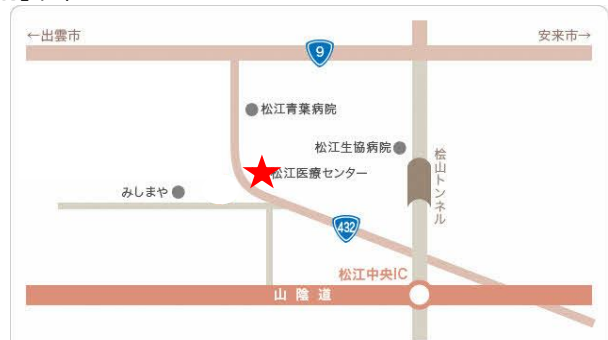 ←出雲市
安来市→
9
松江青葉病院
松江生協病院
松江医療センター
桧山トンネル
みしまや
432
松江中央IC
山陰道